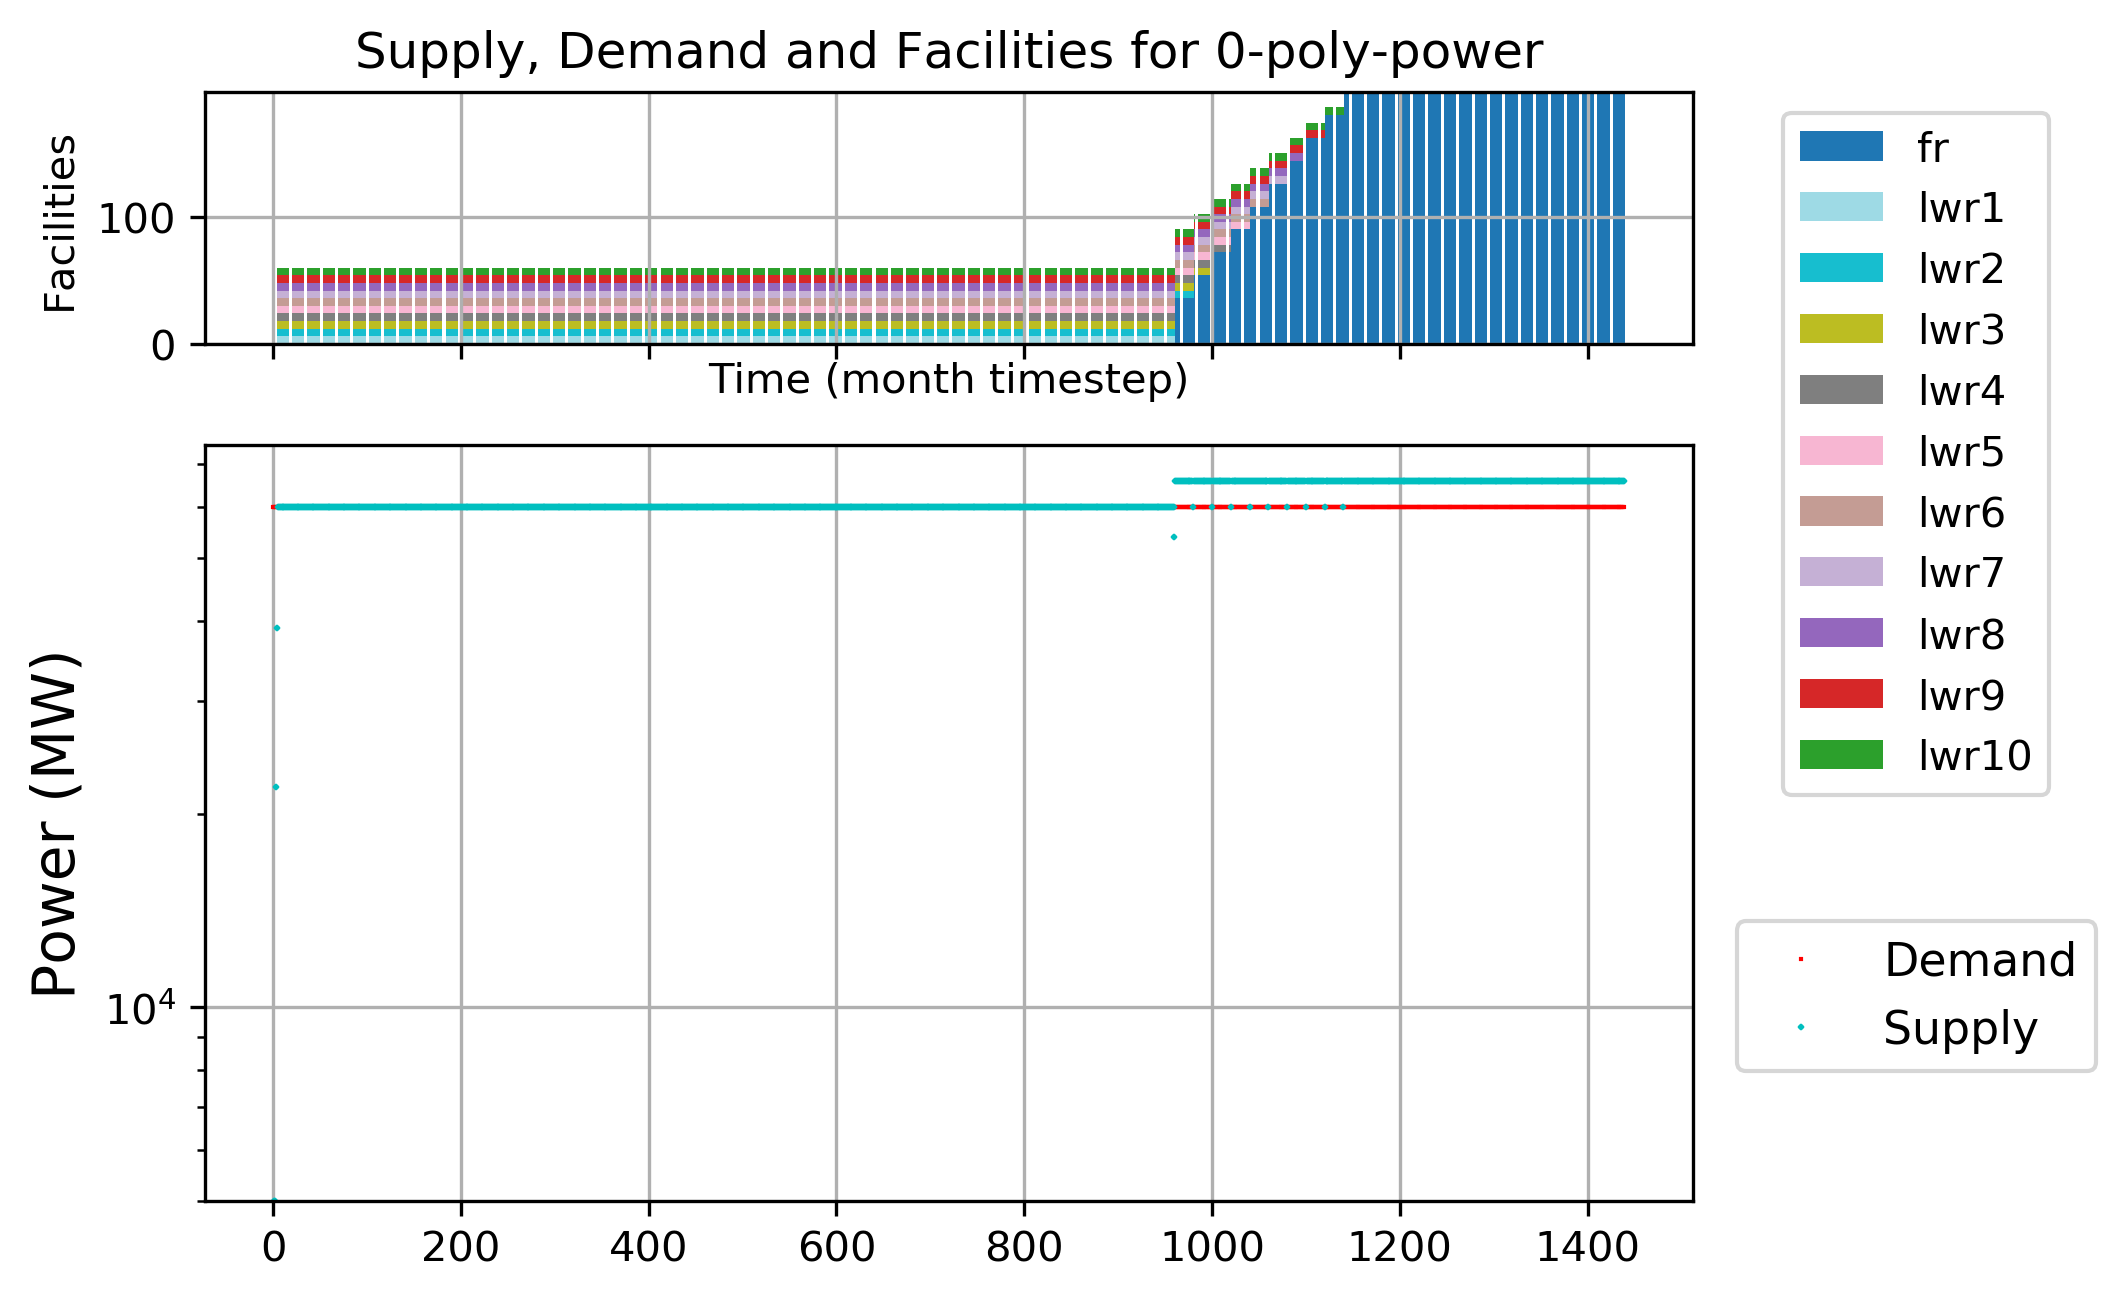 Supply, Demand and Facilities for 0-poly-power
Facilities
100
0
Time (month timestep)
Power (MW)
10⁴
0 200 400 600 800 1000 1200 1400
fr
lwr1
lwr2
lwr3
lwr4
lwr5
lwr6
lwr7
lwr8
lwr9
lwr10
Demand
Supply